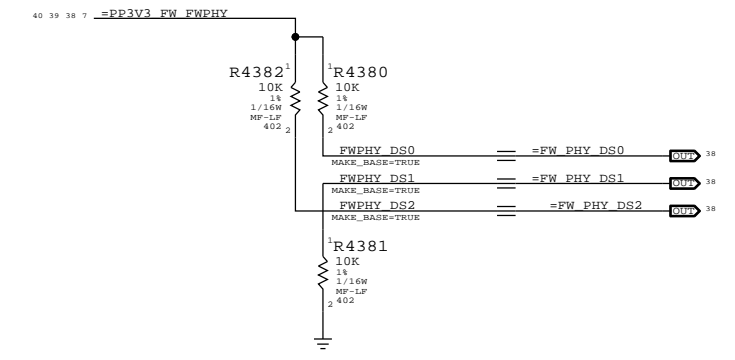 40 39 38 7 =PP3V3_FW_FWPHY
R4382 1 1 R4380
10K 10K
1% 1%
1/16W 1/16W
MF-LF MF-LF
402 2 2 402
FWPHY_DS0 =FW_PHY_DS0 OUT 38
MAKE_BASE=TRUE
FWPHY_DS1 =FW_PHY_DS1 OUT 38
MAKE_BASE=TRUE
FWPHY_DS2 =FW_PHY_DS2 OUT 38
MAKE_BASE=TRUE
1 R4381
10K
1%
1/16W
MF-LF
2 402